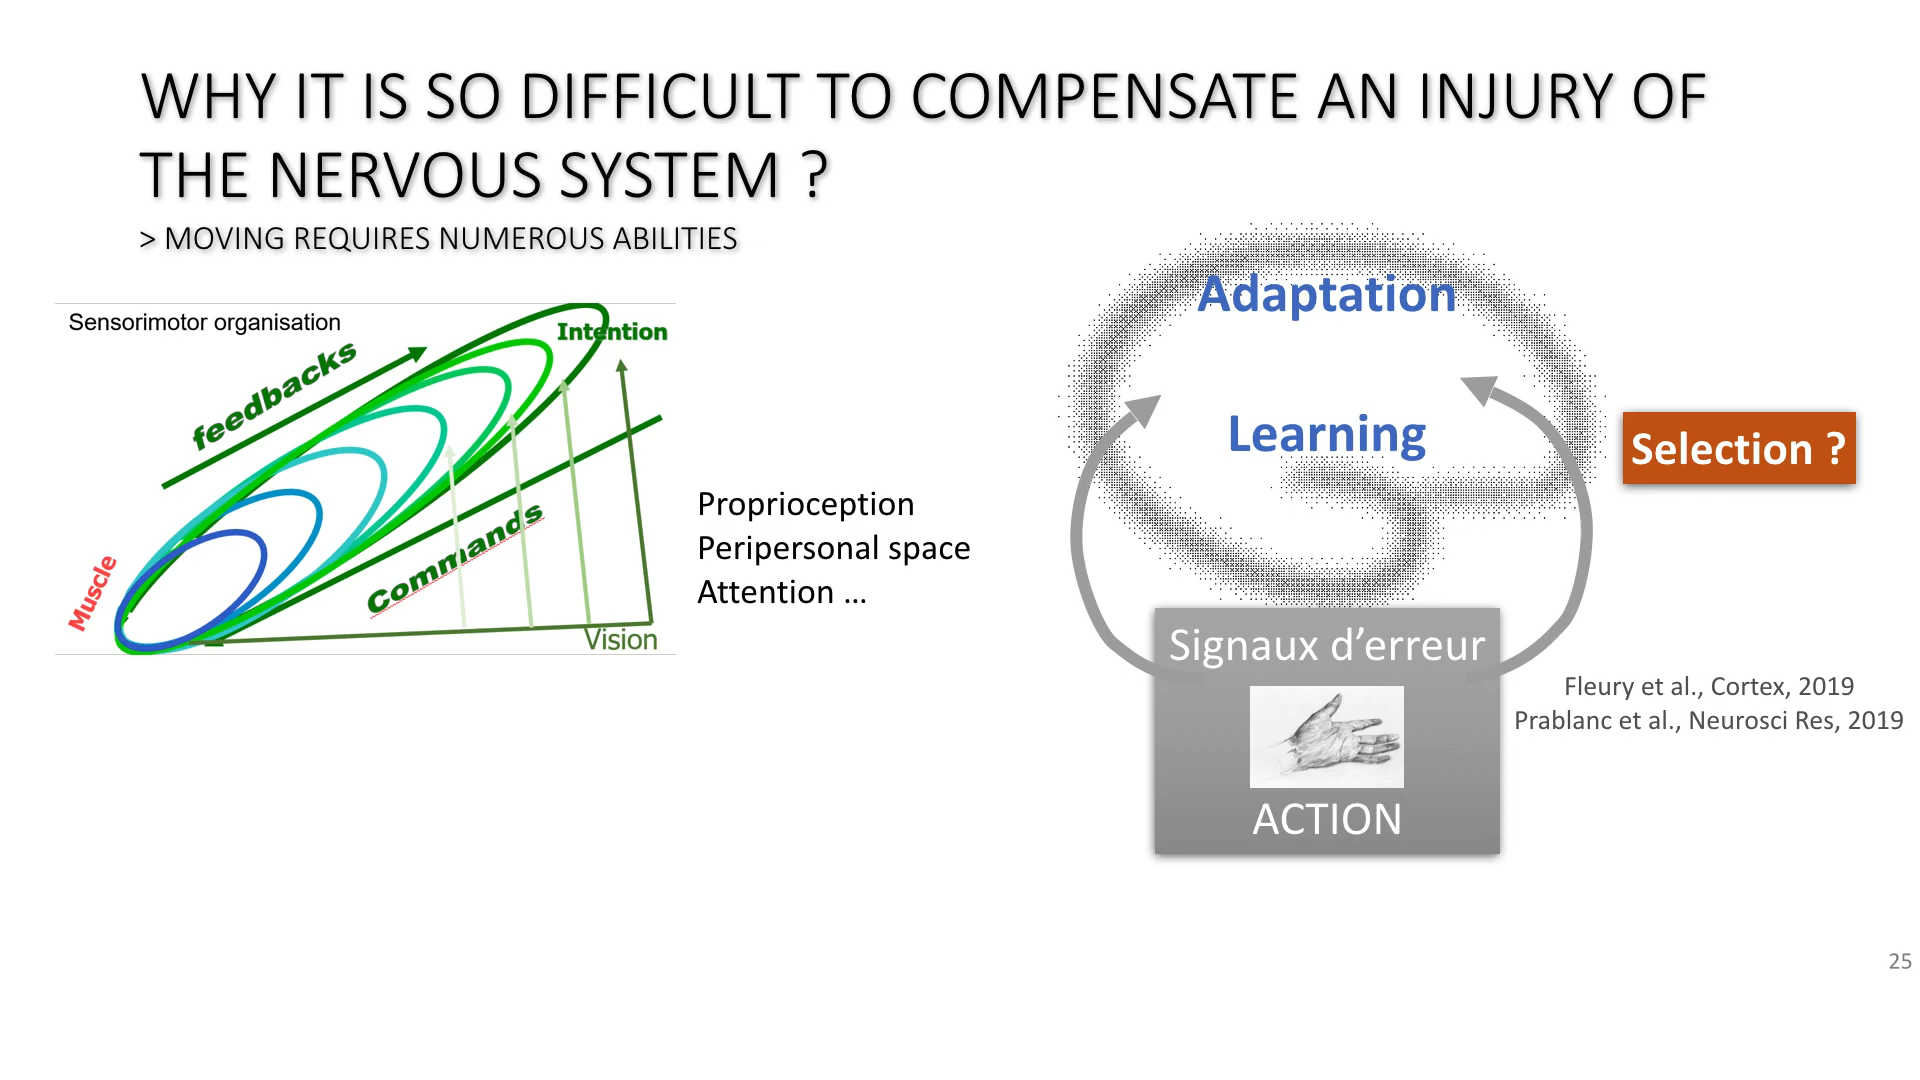 WHY IT IS SO DIFFICULT TO COMPENSATE AN INJURY OF
THE NERVOUS SYSTEM ?
> MOVING REQUIRES NUMEROUS ABILITIES
Sensorimotor organisation
Intention
feedbacks
Commands
Muscle
Vision
Proprioception
Peripersonal space
Attention ...
Adaptation
Learning
Selection ?
Signaux d’erreur
ACTION
Fleury et al., Cortex, 2019
Prablanc et al., Neurosci Res, 2019
25